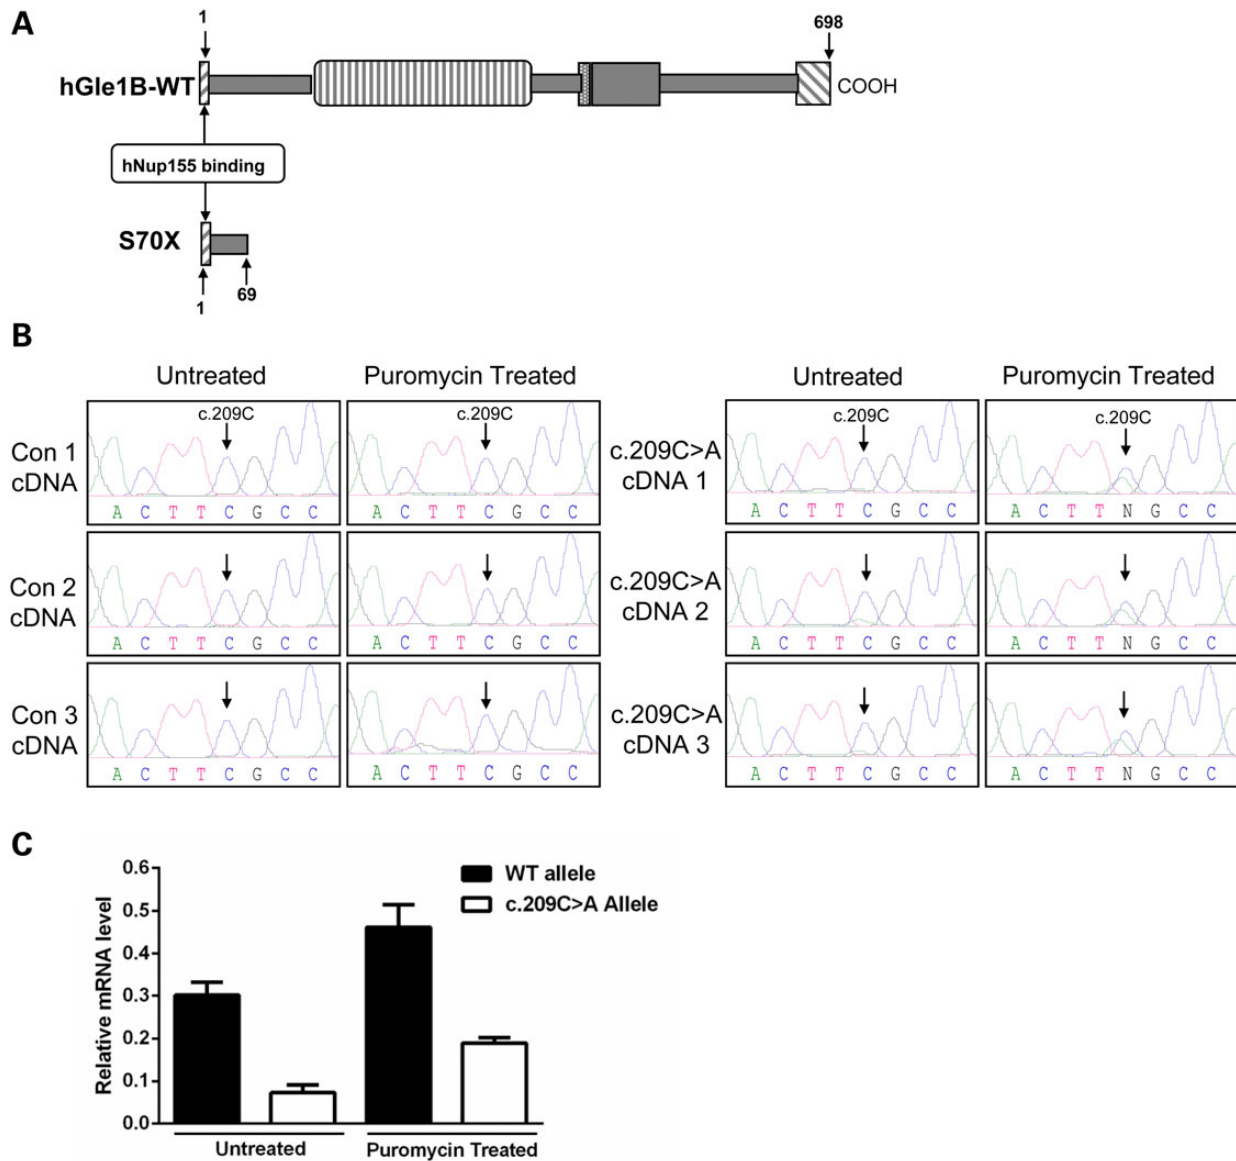 A
1
698
hGle1B-WT
COOH
hNup155 binding
S70X
1
69
B
Untreated
Puromycin Treated
Untreated
Puromycin Treated
Con 1
cDNA
c.209C
A C T T C G C C
c.209C
A C T T C G C C
c.209C>A
cDNA 1
c.209C
A C T T C G C C
c.209C
A C T T N G C C
Con 2
cDNA
A C T T C G C C
A C T T C G C C
c.209C>A
cDNA 2
A C T T C G C C
A C T T N G C C
Con 3
cDNA
A C T T C G C C
A C T T C G C C
c.209C>A
cDNA 3
A C T T C G C C
A C T T N G C C
C
Relative mRNA level
0.6
0.5
0.4
0.3
0.2
0.1
0.0
WT allele
c.209C>A Allele
Untreated
Puromycin Treated